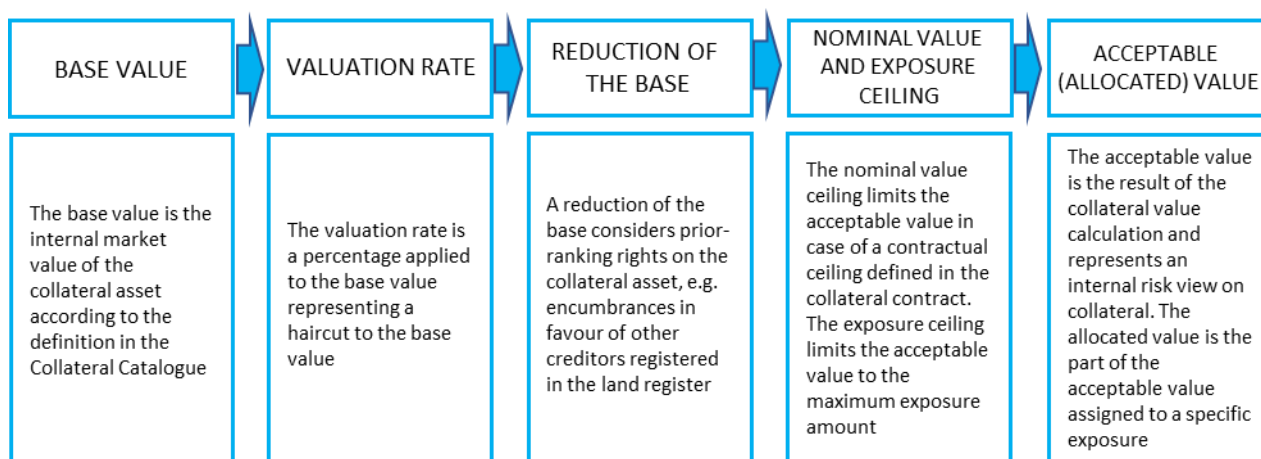 BASE VALUE
VALUATION RATE
REDUCTION OF
THE BASE
NOMINAL VALUE
AND EXPOSURE
CEILING
ACCEPTABLE
(ALLOCATED) VALUE
The base value is the
internal market
value of the
collateral asset
according to the
definition in the
Collateral Catalogue
The valuation rate is
a percentage applied
to the base value
representing a
haircut to the base
value
A reduction of the
base considers prior-
ranking rights on the
collateral asset, e.g.
encumbrances in
favour of other
creditors registered
in the land register
The nominal value
ceiling limits the
acceptable value in
case of a contractual
ceiling defined in the
collateral contract.
The exposure ceiling
limits the acceptable
value to the
maximum exposure
amount
The acceptable value
is the result of the
collateral value
calculation and
represents an
internal risk view on
collateral. The
allocated value is the
part of the
acceptable value
assigned to a specific
exposure